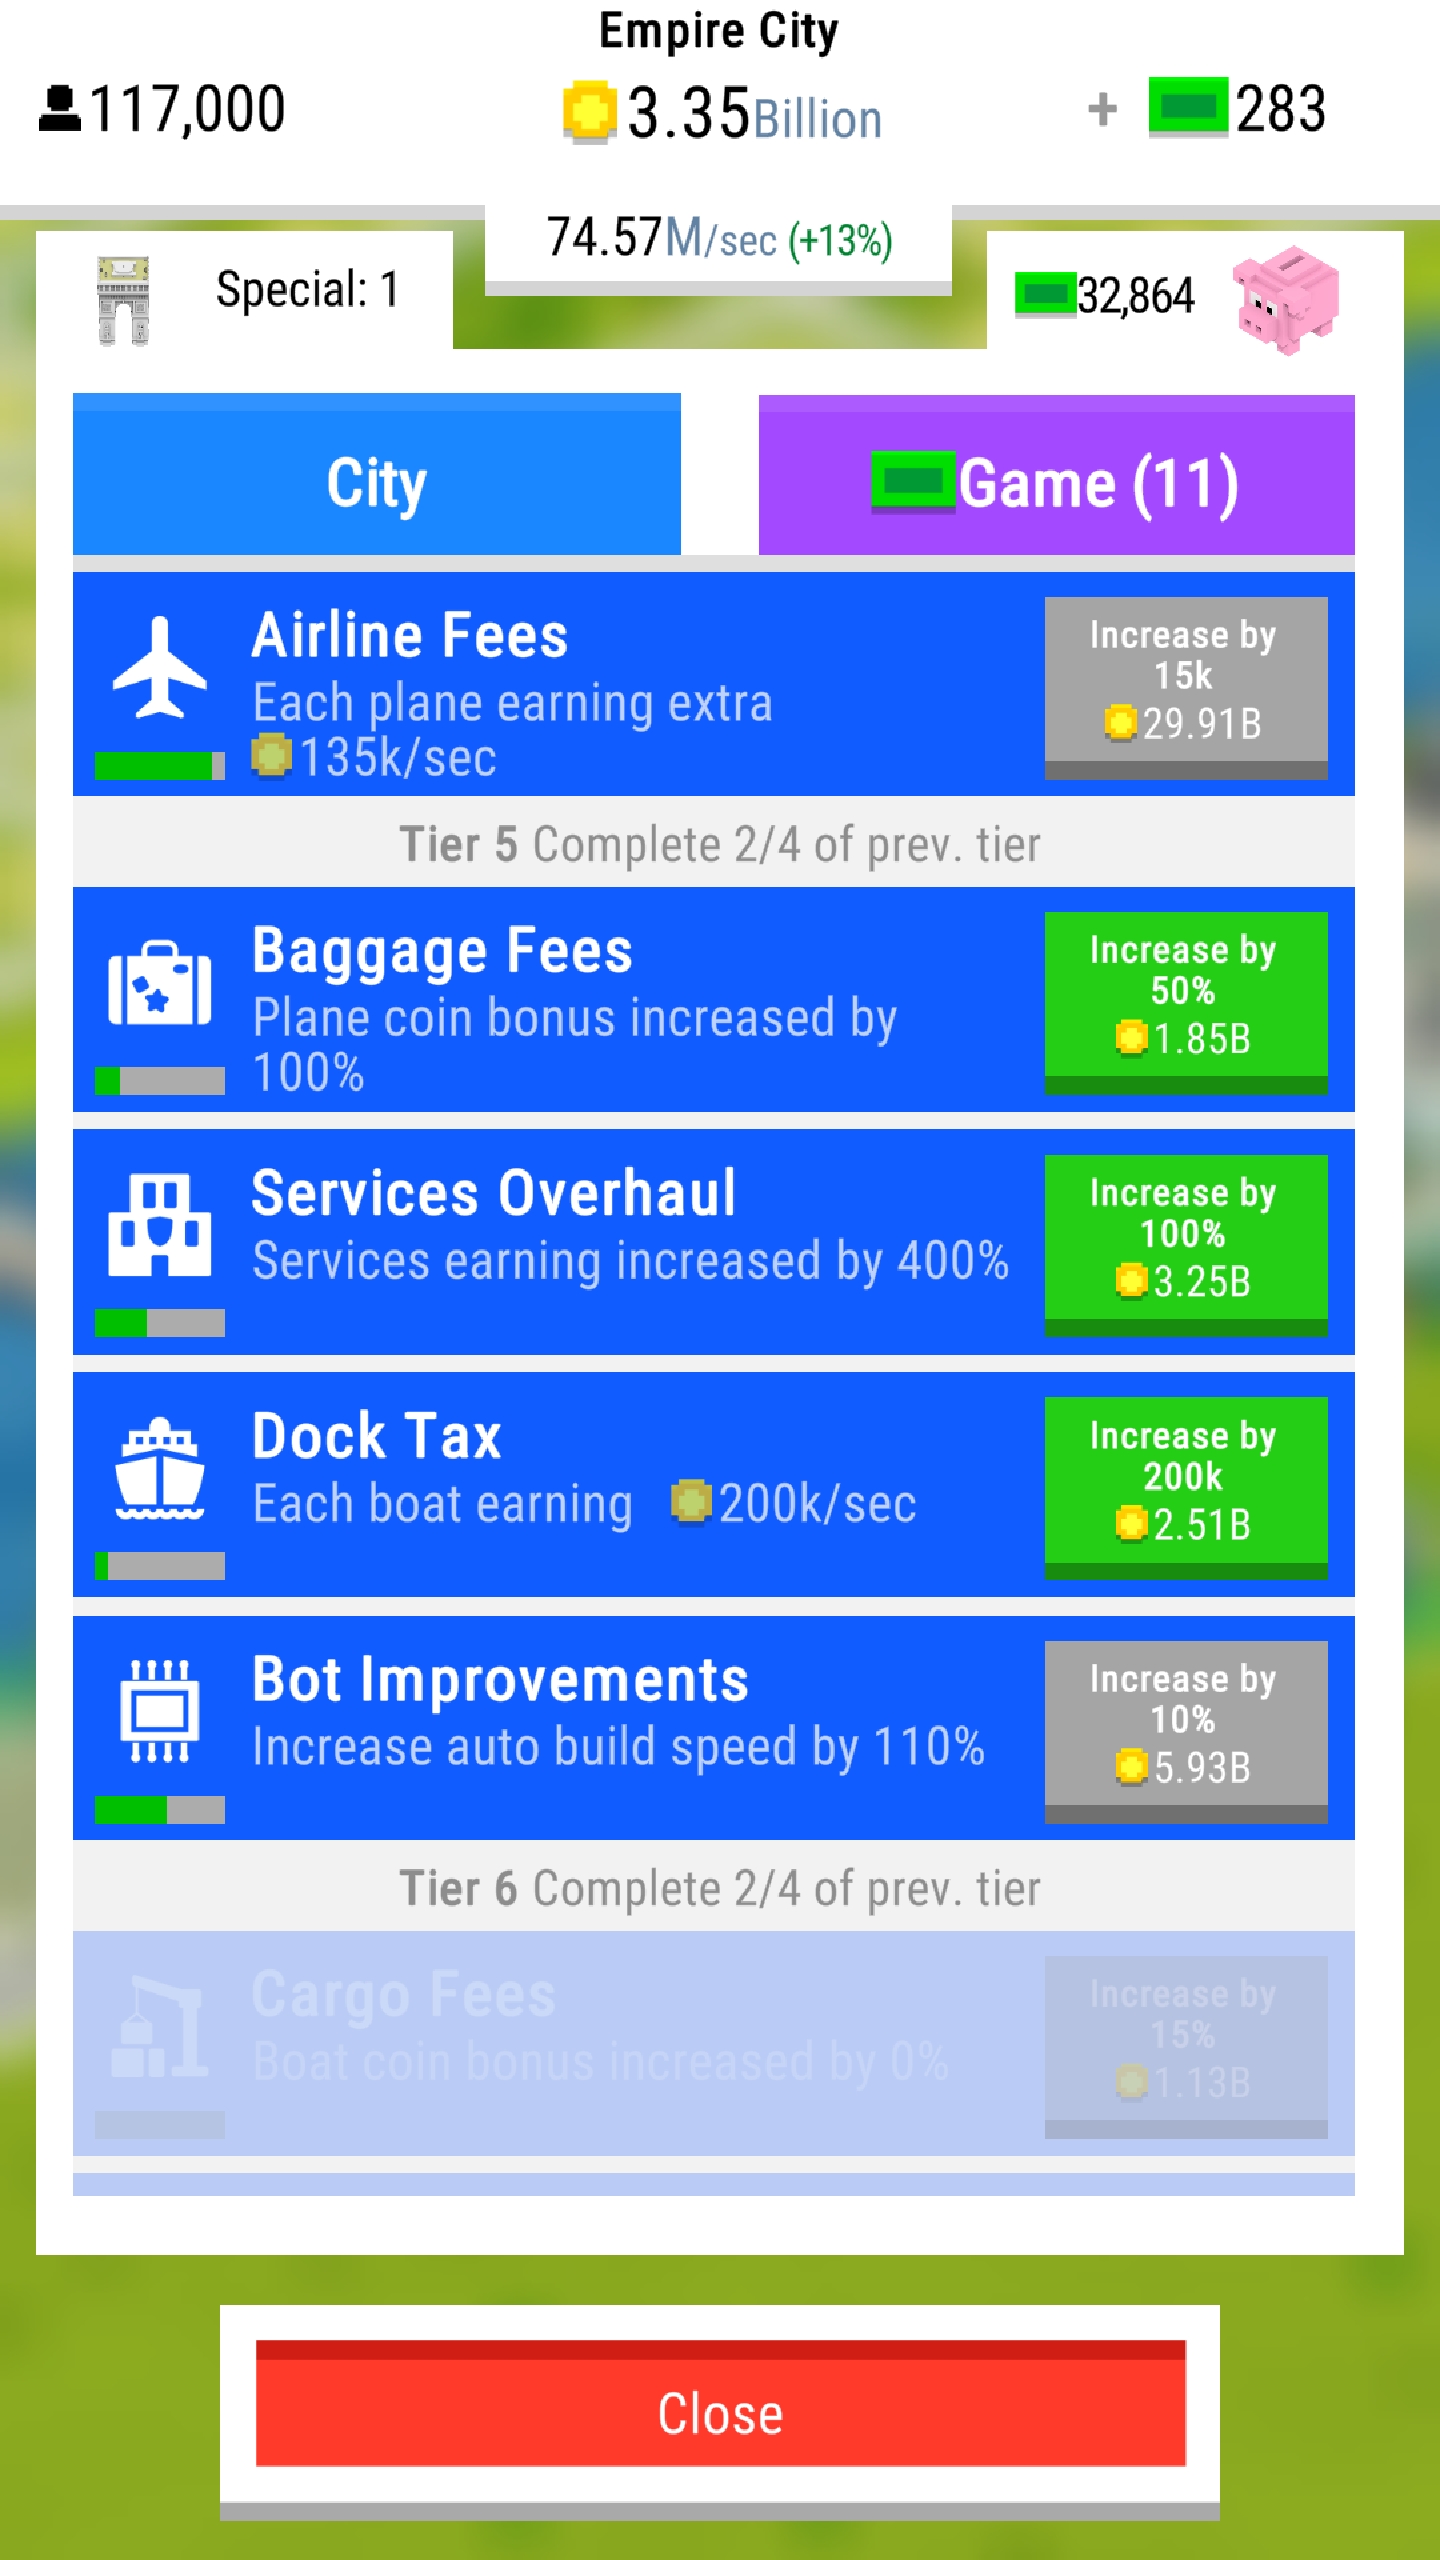 Empire City
117,000
3.35Billion
+ 283
74.57M/sec (+13%)
Special: 1
32,864
City
Game (11)
Airline Fees
Each plane earning extra
135k/sec
Increase by
15k
29.91B
Tier 5 Complete 2/4 of prev. tier
Baggage Fees
Plane coin bonus increased by
100%
Increase by
50%
1.85B
Services Overhaul
Services earning increased by 400%
Increase by
100%
3.25B
Dock Tax
Each boat earning 200k/sec
Increase by
200k
2.51B
Bot Improvements
Increase auto build speed by 110%
Increase by
10%
5.93B
Tier 6 Complete 2/4 of prev. tier
Cargo Fees
Boat coin bonus increased by 0%
Increase by
15%
1.13B
Close